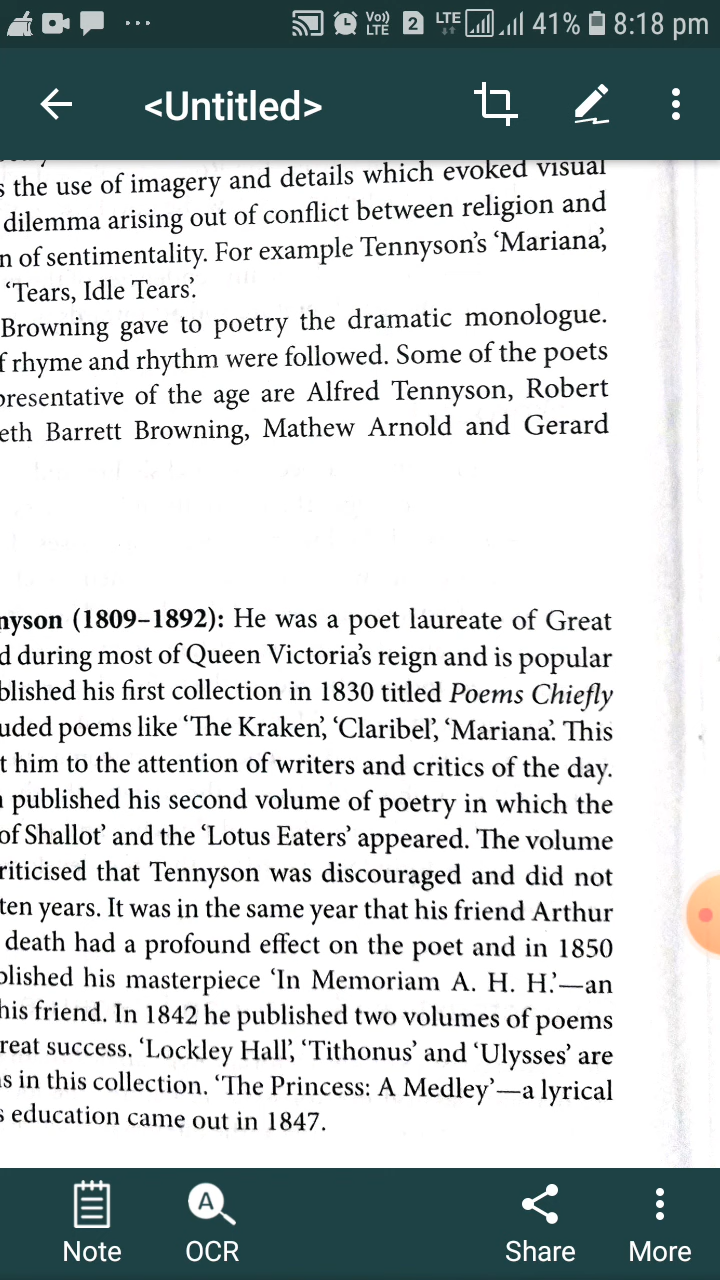 Vo)) LTE 2 LTE 41% 8:18 pm
<Untitled>
s the use of imagery and details which evoked visual
dilemma arising out of conflict between religion and
n of sentimentality. For example Tennyson's 'Mariana',
'Tears, Idle Tears'.
Browning gave to poetry the dramatic monologue.
f rhyme and rhythm were followed. Some of the poets
presentative of the age are Alfred Tennyson, Robert
eth Barrett Browning, Mathew Arnold and Gerard
nyson (1809–1892): He was a poet laureate of Great
d during most of Queen Victoria's reign and is popular
blished his first collection in 1830 titled Poems Chiefly
uded poems like 'The Kraken', 'Claribel', 'Mariana'. This
t him to the attention of writers and critics of the day.
published his second volume of poetry in which the
of Shallot' and the 'Lotus Eaters' appeared. The volume
riticised that Tennyson was discouraged and did not
ten years. It was in the same year that his friend Arthur
death had a profound effect on the poet and in 1850
blished his masterpiece 'In Memoriam A. H. H.'—an
his friend. In 1842 he published two volumes of poems
reat success. 'Lockley Hall', 'Tithonus' and 'Ulysses' are
s in this collection. 'The Princess: A Medley'—a lyrical
s education came out in 1847.
Note OCR Share More